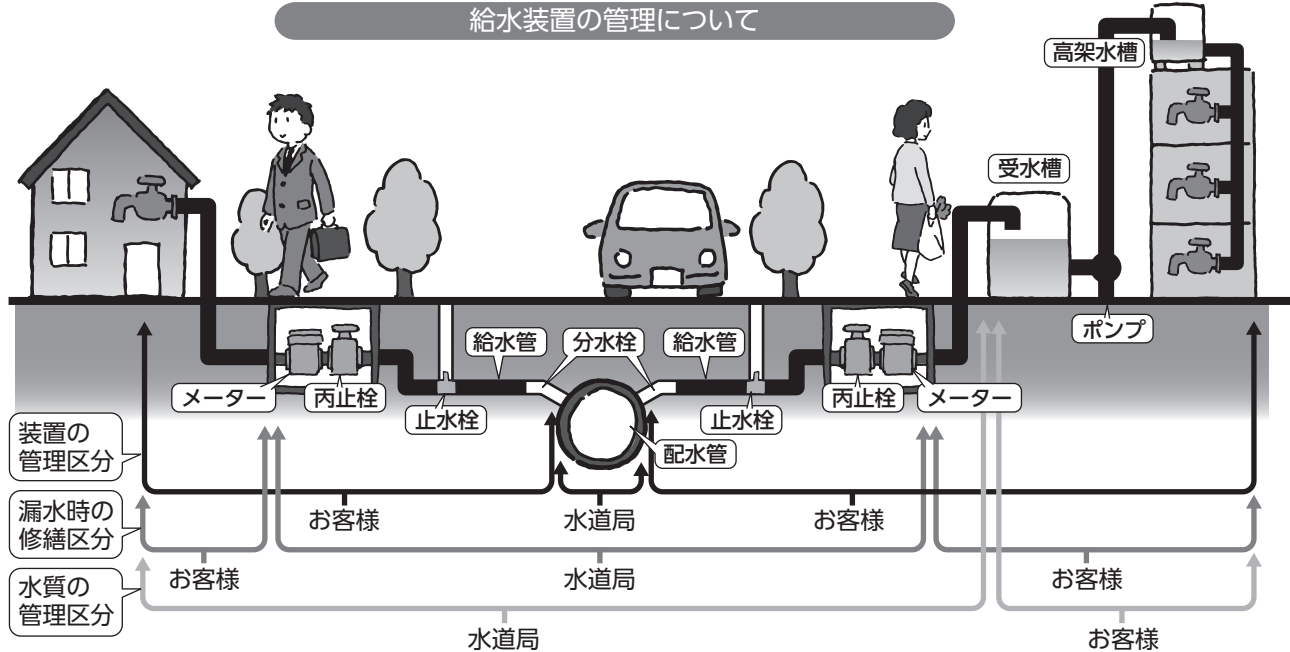 給水装置の管理について
高架水槽
受水槽
ポンプ
給水管
分水栓
給水管
メーター
丙止栓
止水栓
配水管
止水栓
丙止栓
メーター
装置の
管理区分
お客様
水道局
お客様
漏水時の
修繕区分
お客様
水道局
お客様
水質の
管理区分
水道局
お客様